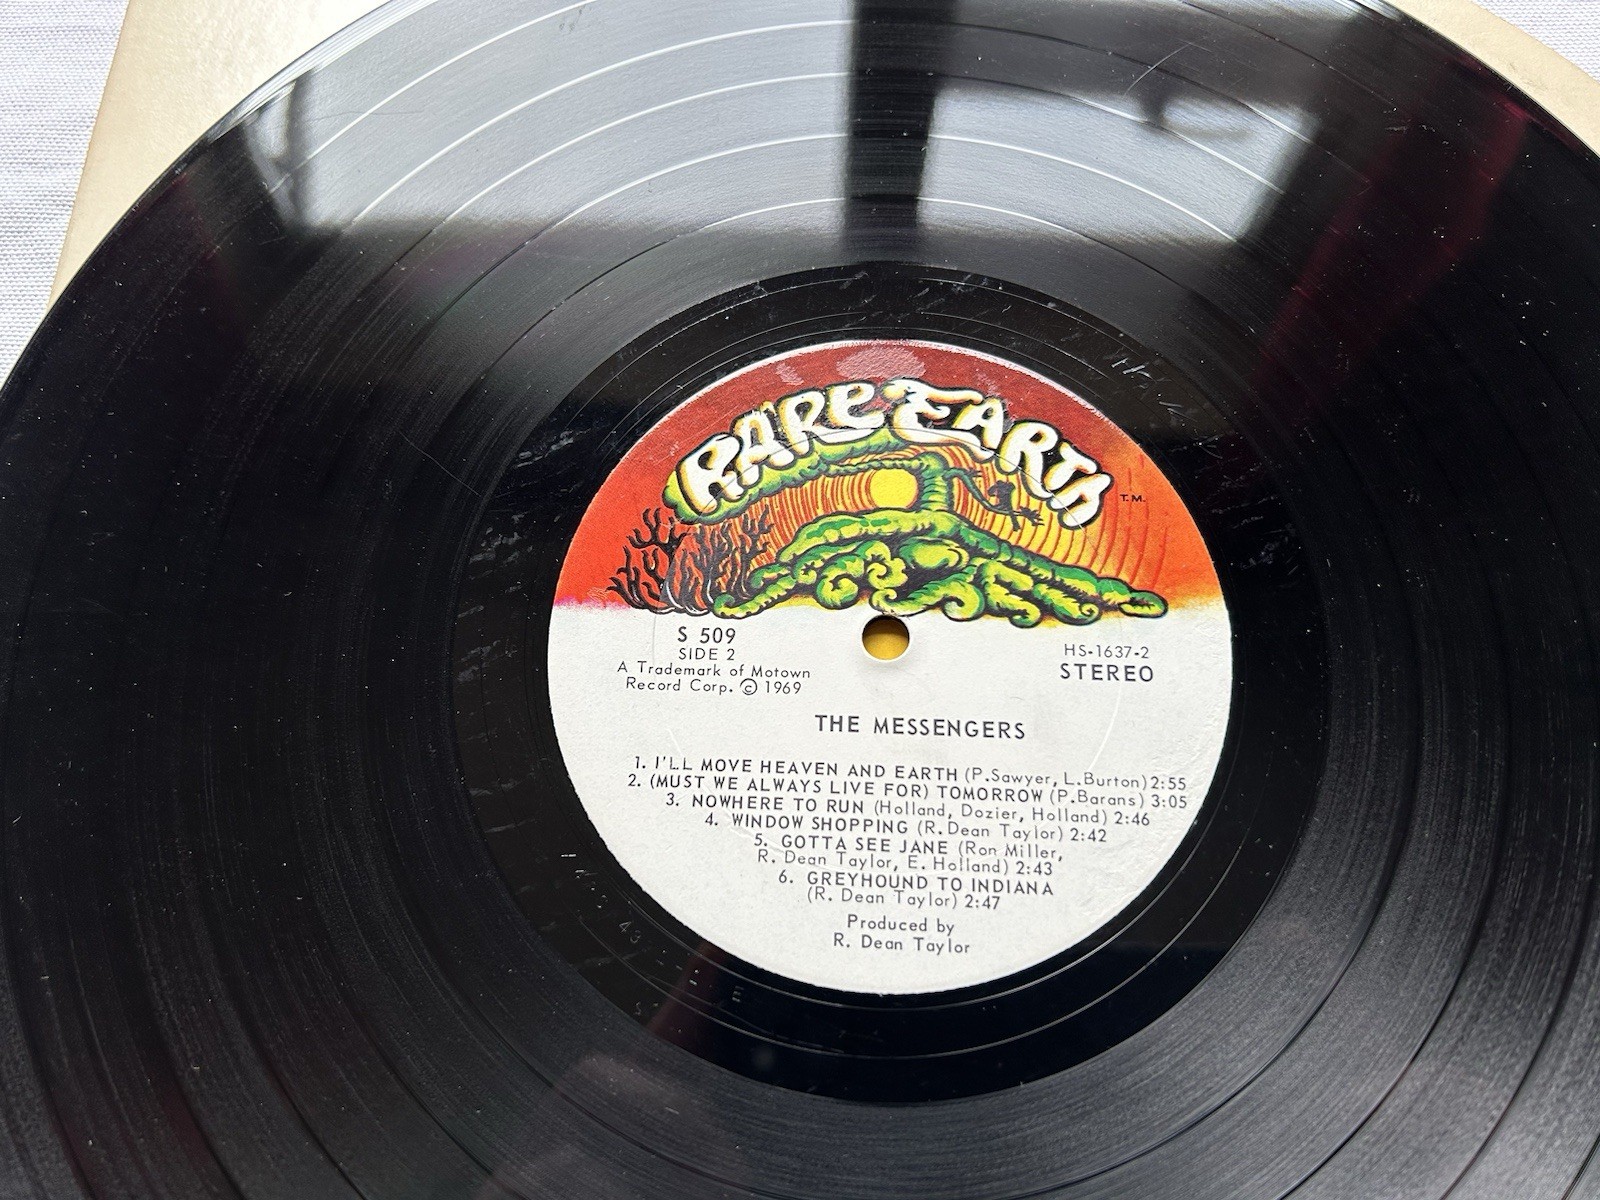 RARE EARTH
T.M.
S 509
SIDE 2
A Trademark of Motown
Record Corp. © 1969
HS-1637-2
STEREO
THE MESSENGERS
1. I'LL MOVE HEAVEN AND EARTH (P.Sawyer, L.Burton) 2:55
2. (MUST WE ALWAYS LIVE FOR) TOMORROW (P.Barans) 3:05
3. NOWHERE TO RUN (Holland, Dozier, Holland) 2:46
4. WINDOW SHOPPING (R.Dean Taylor) 2:42
5. GOTTA SEE JANE (Ron Miller,
R. Dean Taylor, E. Holland) 2:43
6. GREYHOUND TO INDIANA
(R. Dean Taylor) 2:47
Produced by
R. Dean Taylor